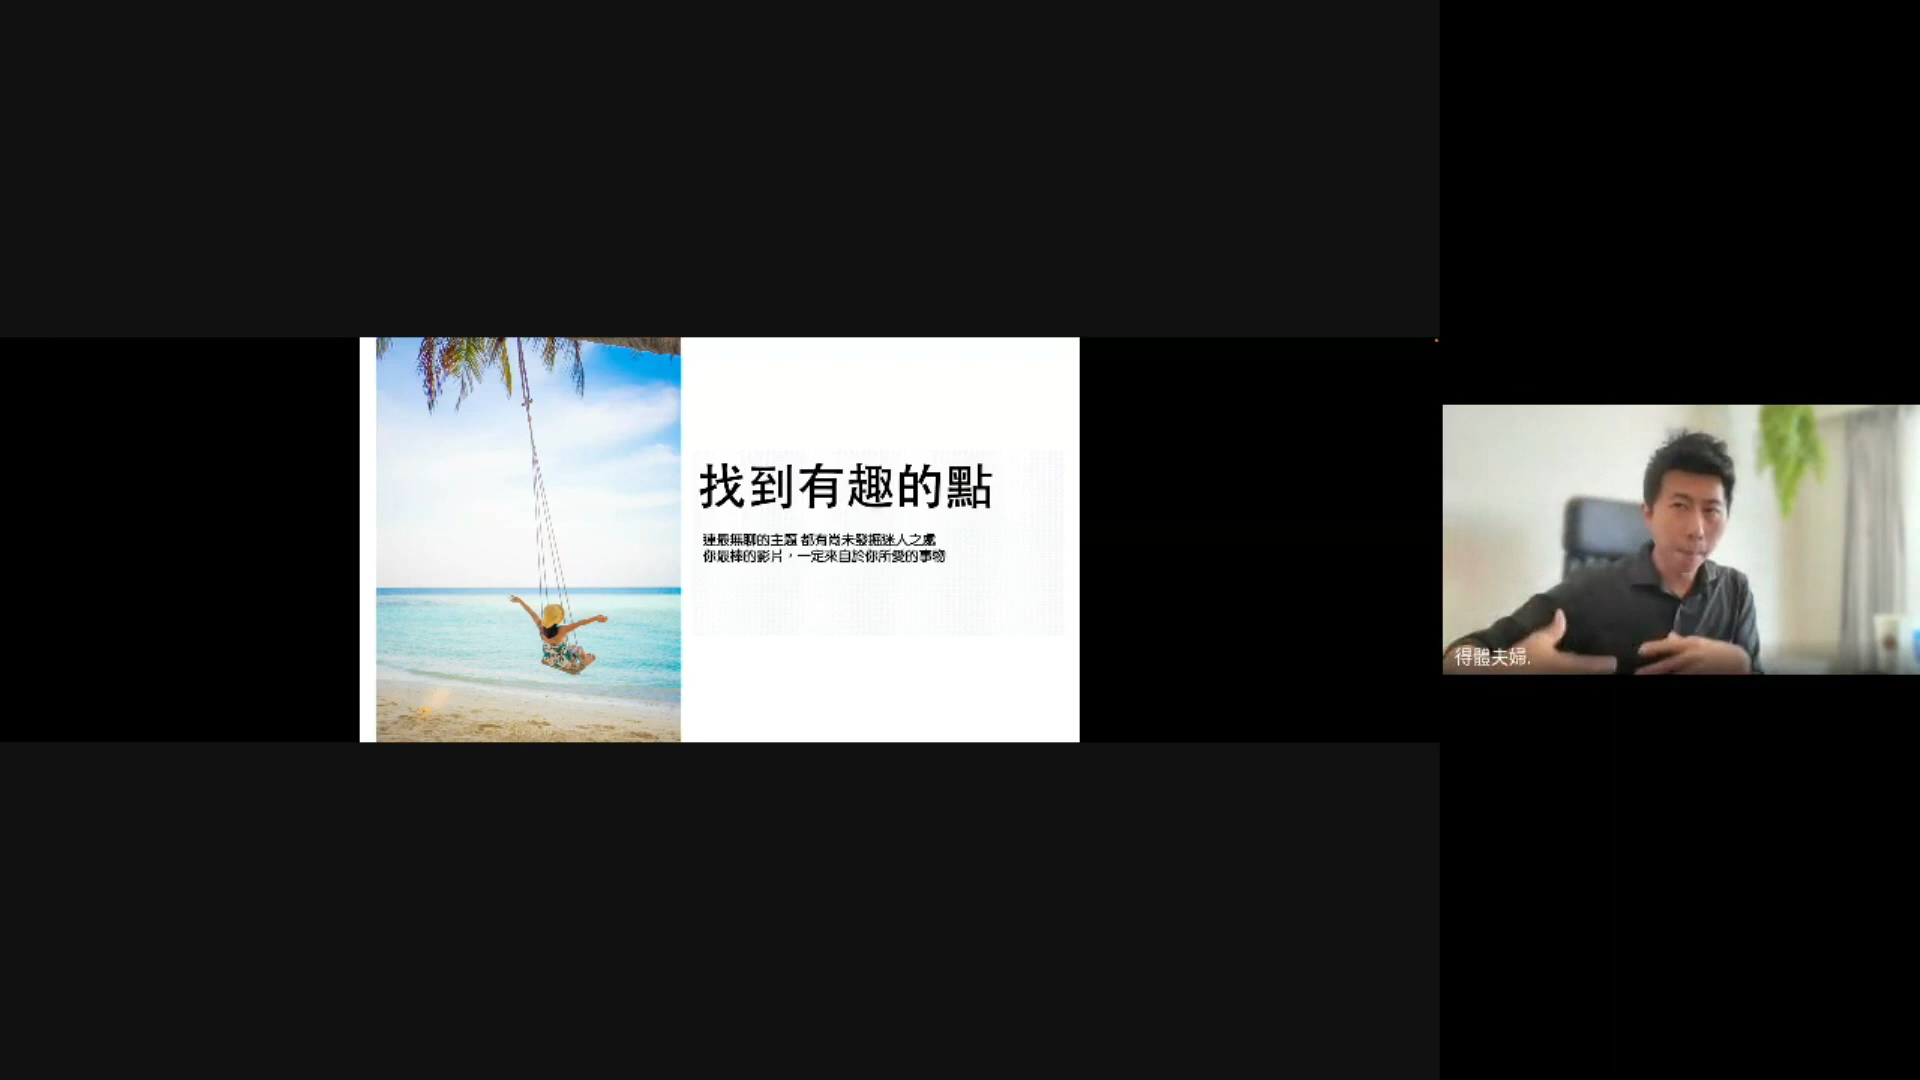 找到有趣的點
連最無聊的主題 都有尚未發掘迷人之處
你最棒的影片，一定來自於你所愛的事物
得體夫婦.